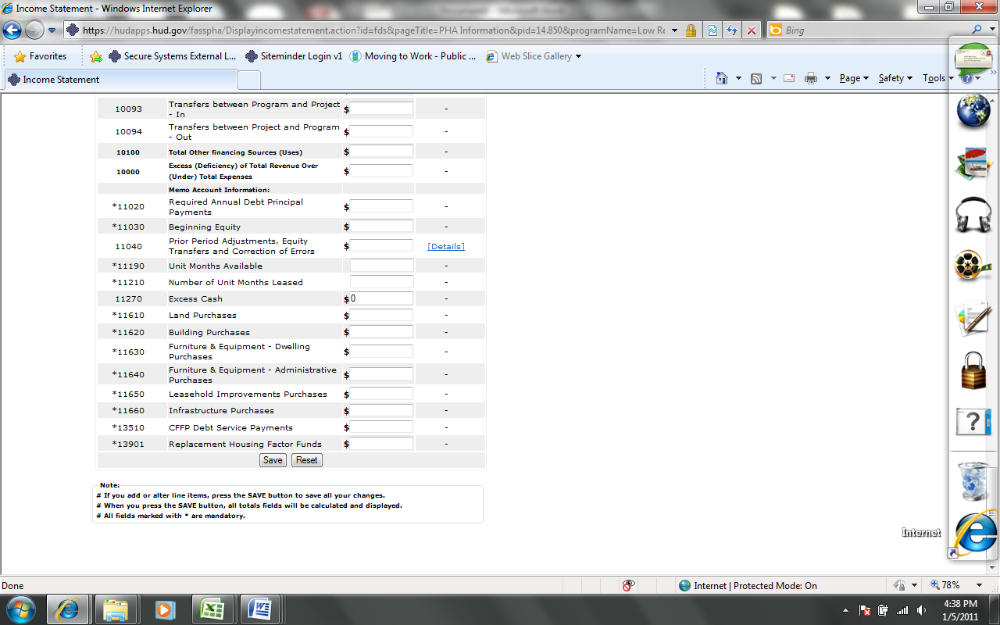 Income Statement - Windows Internet Explorer
https://hudapps.hud.gov/fasspha/Displayincomestatement.action?id=fds&pageTitle=PHA Information&pid=14.850&programName=Low Re
Bing
Favorites
Secure Systems External L...
Siteminder Login v1
Moving to Work - Public ...
Web Slice Gallery
Income Statement
Page
Safety
Tools
10093 Transfers between Program and Project - In $ -
10094 Transfers between Project and Program - Out $ -
10100 Total Other financing Sources (Uses) $ -
10000 Excess (Deficiency) of Total Revenue Over (Under) Total Expenses $ -
Memo Account Information:
*11020 Required Annual Debt Principal Payments $ -
*11030 Beginning Equity $ -
11040 Prior Period Adjustments, Equity Transfers and Correction of Errors $ [Details]
*11190 Unit Months Available -
*11210 Number of Unit Months Leased -
11270 Excess Cash $ 0 -
*11610 Land Purchases $ -
*11620 Building Purchases $ -
*11630 Furniture & Equipment - Dwelling Purchases $ -
*11640 Furniture & Equipment - Administrative Purchases $ -
*11650 Leasehold Improvements Purchases $ -
*11660 Infrastructure Purchases $ -
*13510 CFFP Debt Service Payments $ -
*13901 Replacement Housing Factor Funds $ -
Save Reset
Note:
# If you add or alter line items, press the SAVE button to save all your changes.
# When you press the SAVE button, all totals fields will be calculated and displayed.
# All fields marked with * are mandatory.
Internet
Done
Internet | Protected Mode: On
78%
4:38 PM
1/5/2011